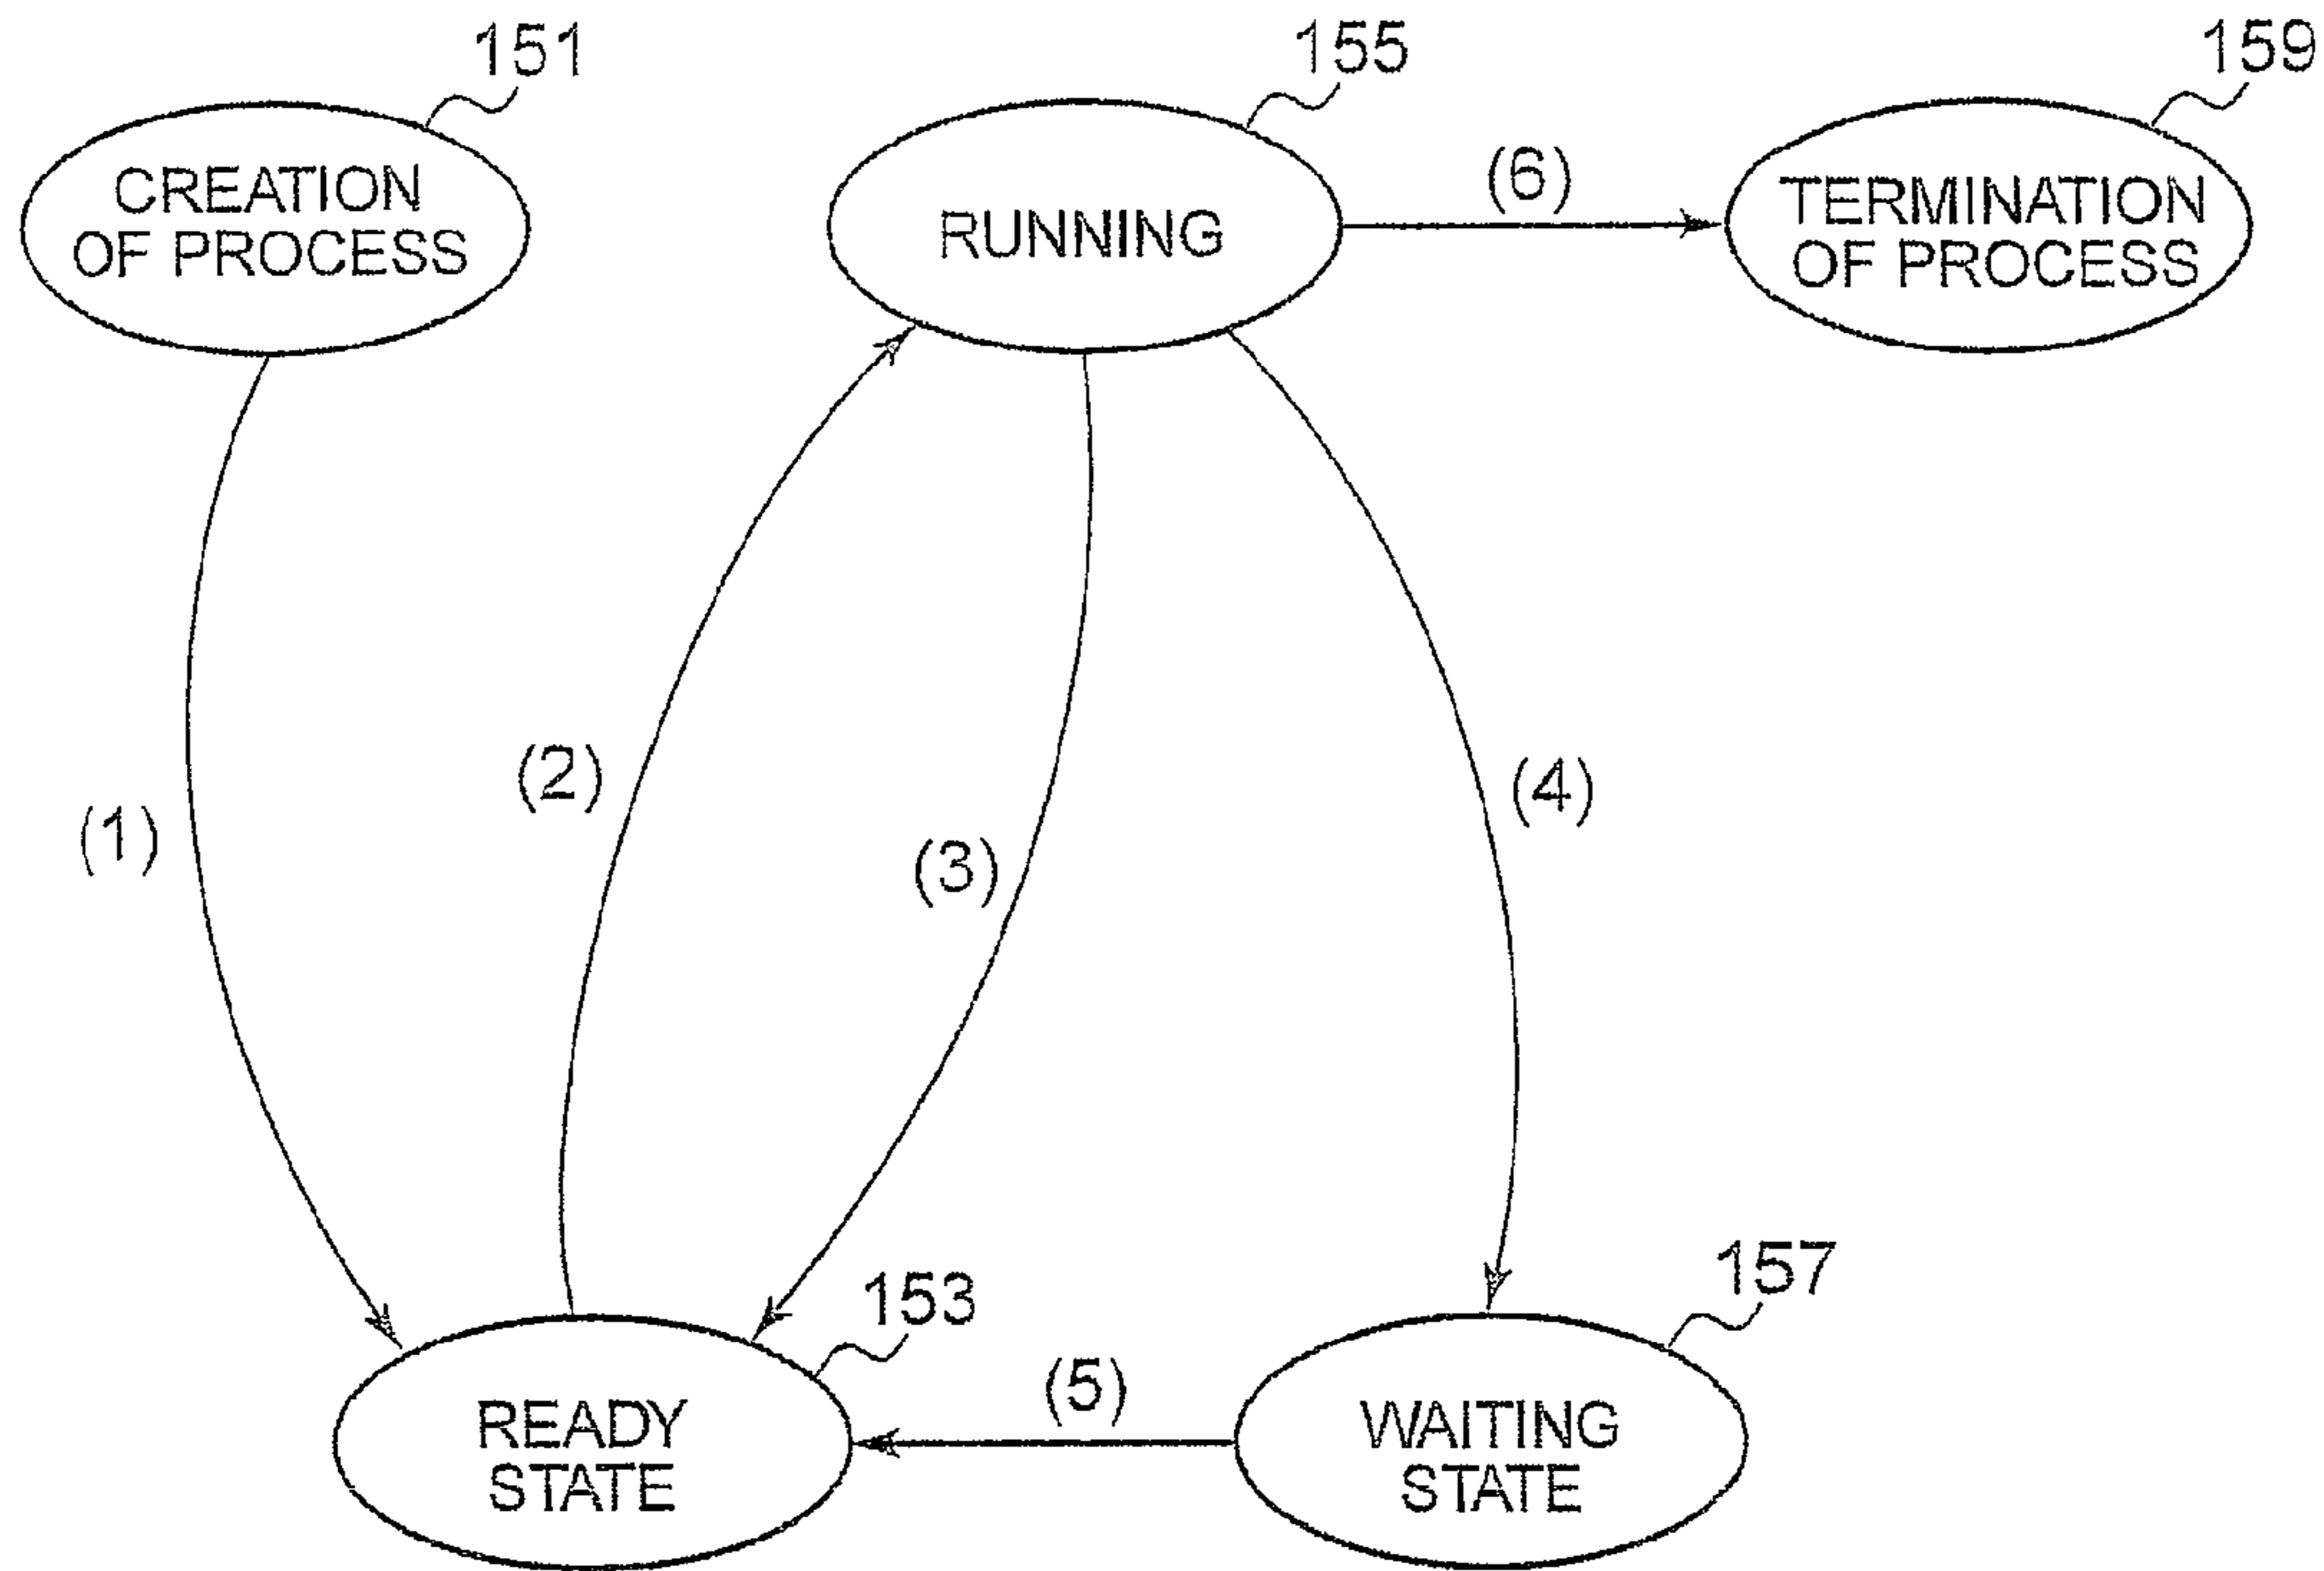 151
155
159
CREATION
OF PROCESS
RUNNING
(6)
TERMINATION
OF PROCESS
(1)
(2)
(3)
(4)
153
157
READY
STATE
(5)
WAITING
STATE